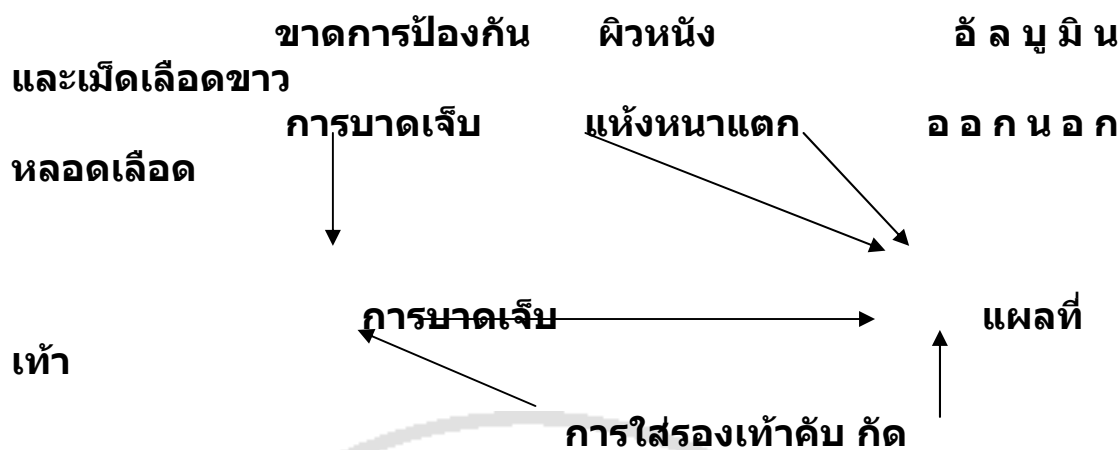 ขาดการป้องกัน ผิวหนัง อั ล บู มิ น
และเม็ดเลือดขาว
การบาดเจ็บ แห้งหนาแตก อ อ ก น อ ก
หลอดเลือด
การบาดเจ็บ แผลที่
เท้า
การใส่รองเท้าคับ กัด